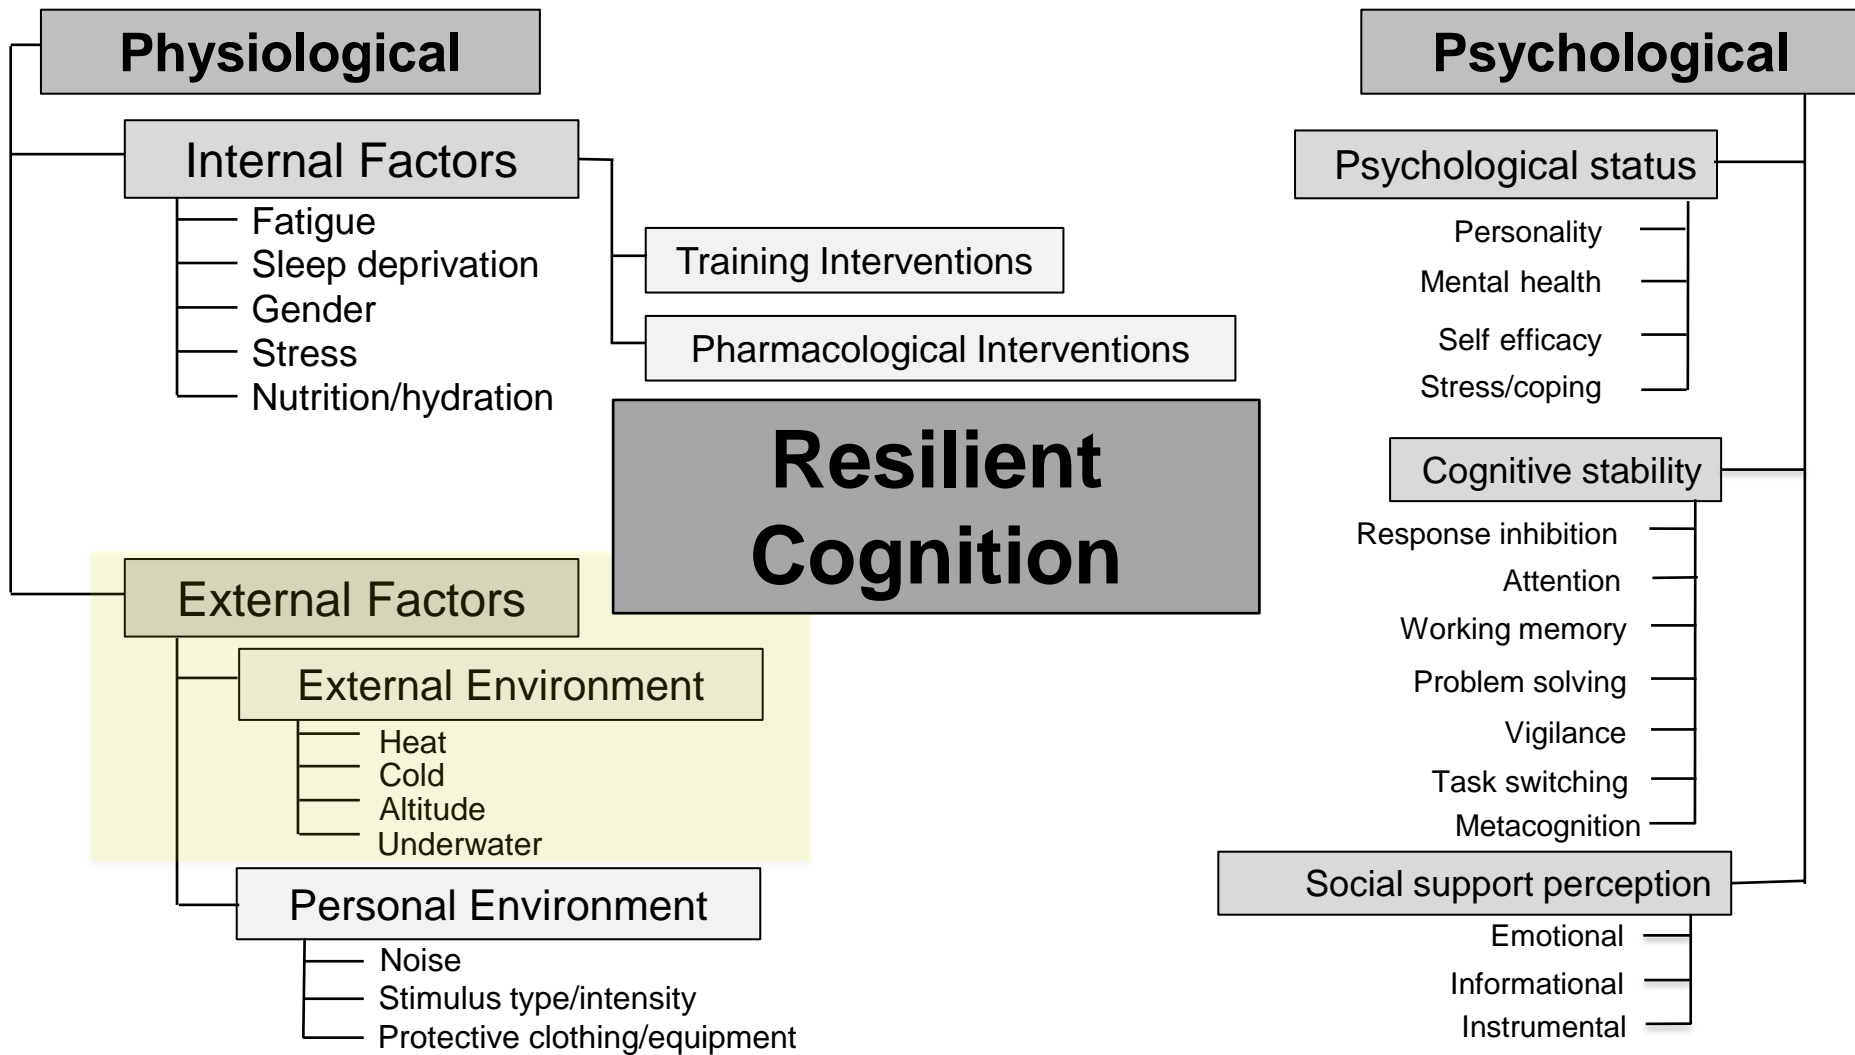 Physiological
Internal Factors
Fatigue
Sleep deprivation
Gender
Stress
Nutrition/hydration
Training Interventions
Pharmacological Interventions
Resilient
Cognition
External Factors
External Environment
Heat
Cold
Altitude
Underwater
Personal Environment
Noise
Stimulus type/intensity
Protective clothing/equipment
Psychological
Psychological status
Personality
Mental health
Self efficacy
Stress/coping
Cognitive stability
Response inhibition
Attention
Working memory
Problem solving
Vigilance
Task switching
Metacognition
Social support perception
Emotional
Informational
Instrumental